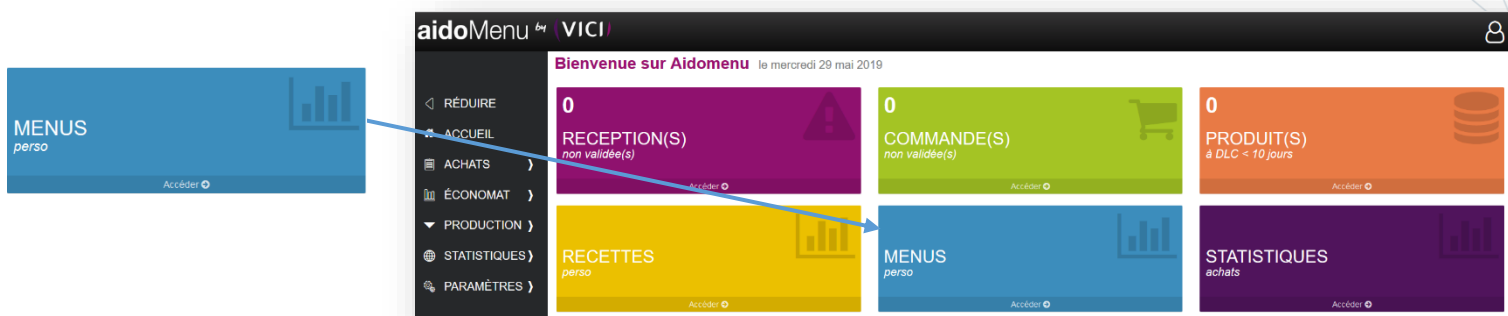 MENUS
perso
Accéder
aidoMenu by (VICI)
Bienvenue sur Aidomenu le mercredi 29 mai 2019
RÉDUIRE
ACCUEIL
ACHATS
ÉCONOMAT
PRODUCTION
STATISTIQUES
PARAMÈTRES
0
RECEPTION(S)
non validée(s)
Accéder
0
COMMANDE(S)
non validée(s)
Accéder
0
PRODUIT(S)
à DLC < 10 jours
Accéder
RECETTES
perso
Accéder
MENUS
perso
Accéder
STATISTIQUES
achats
Accéder